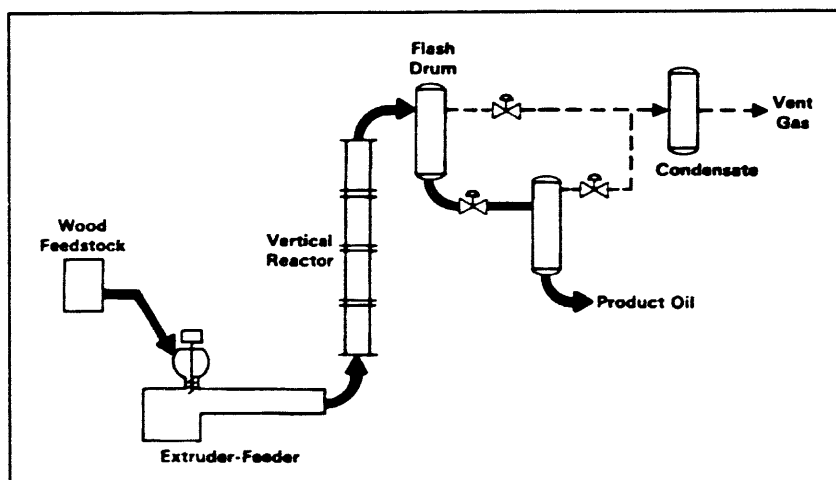 Flash
Drum
Vent
Gas
Condensate
Wood
Feedstock
Vertical
Reactor
Product Oil
Extruder-Feeder